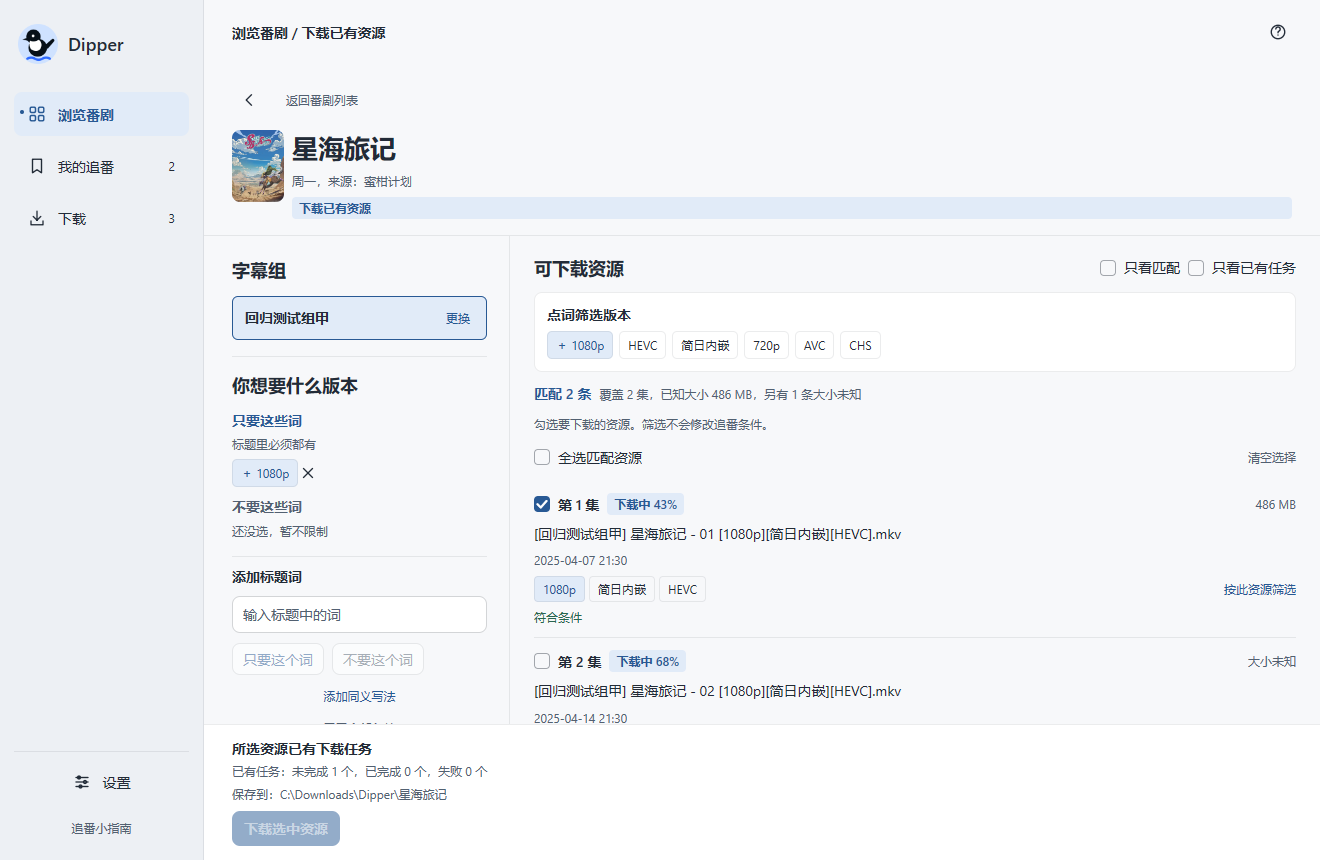 Dipper
浏览番剧
我的追番 2
下载 3
设置
追番小指南
浏览番剧 / 下载已有资源
返回番剧列表
星海旅记
周一，来源：蜜柑计划
下载已有资源
字幕组
回归测试组甲 更换
你想要什么版本
只要这些词
标题里必须都有
+ 1080p
不要这些词
还没选，暂不限制
添加标题词
输入标题中的词
只要这个词 不要这个词
添加同义写法
可下载资源 只看匹配 只看已有任务
点词筛选版本
+ 1080p HEVC 简日内嵌 720p AVC CHS
匹配 2 条 覆盖 2 集，已知大小 486 MB，另有 1 条大小未知
勾选要下载的资源。筛选不会修改追番条件。
全选匹配资源 清空选择
第 1 集 下载中 43% 486 MB
[回归测试组甲] 星海旅记 - 01 [1080p][简日内嵌][HEVC].mkv
2025-04-07 21:30
1080p 简日内嵌 HEVC 按此资源筛选
符合条件
第 2 集 下载中 68% 大小未知
[回归测试组甲] 星海旅记 - 02 [1080p][简日内嵌][HEVC].mkv
2025-04-14 21:30
所选资源已有下载任务
已有任务：未完成 1 个，已完成 0 个，失败 0 个
保存到：C:\Downloads\Dipper\星海旅记
下载选中资源